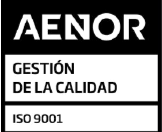 AENOR
GESTIÓN
DE LA CALIDAD
ISO 9001